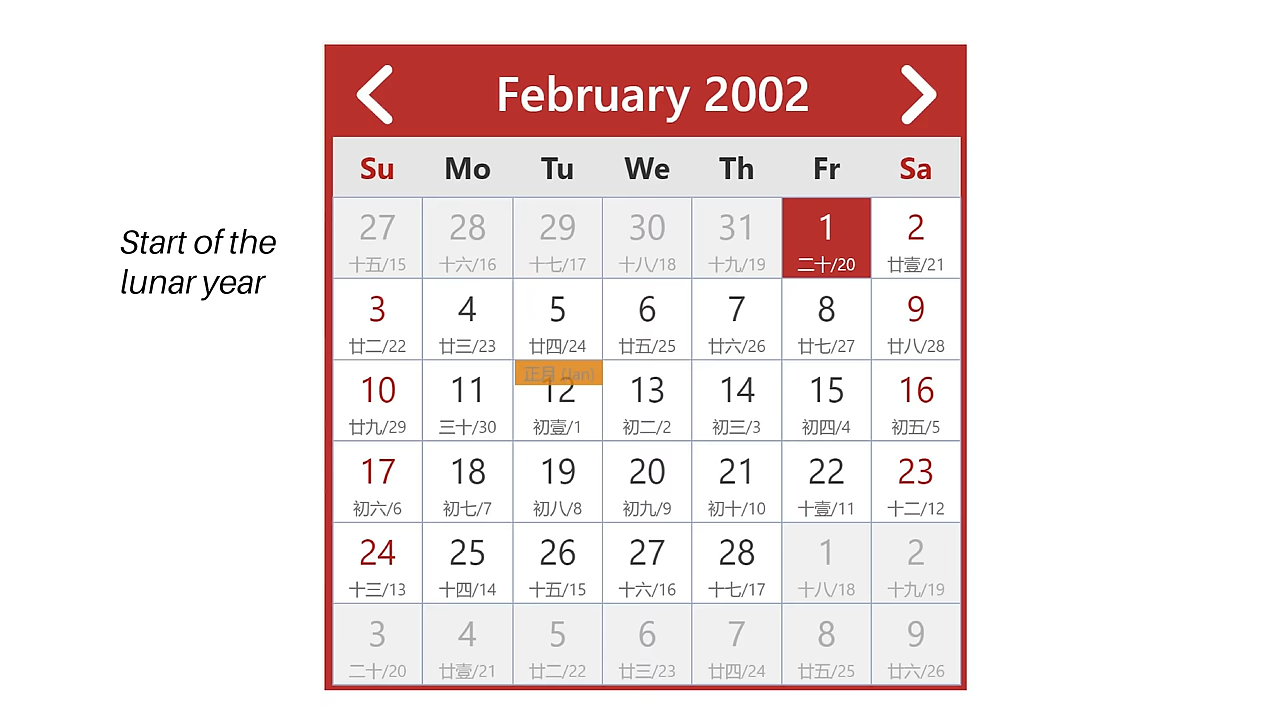 February 2002
Start of the
lunar year
Su Mo Tu We Th Fr Sa
27 28 29 30 31 1 2
十五/15 十六/16 十七/17 十八/18 十九/19 二十/20 廿壹/21
3 4 5 6 7 8 9
廿二/22 廿三/23 廿四/24 廿五/25 廿六/26 廿七/27 廿八/28
正月 (Jan)
10 11 12 13 14 15 16
廿九/29 三十/30 初壹/1 初二/2 初三/3 初四/4 初五/5
17 18 19 20 21 22 23
初六/6 初七/7 初八/8 初九/9 初十/10 十壹/11 十二/12
24 25 26 27 28 1 2
十三/13 十四/14 十五/15 十六/16 十七/17 十八/18 十九/19
3 4 5 6 7 8 9
二十/20 廿壹/21 廿二/22 廿三/23 廿四/24 廿五/25 廿六/26